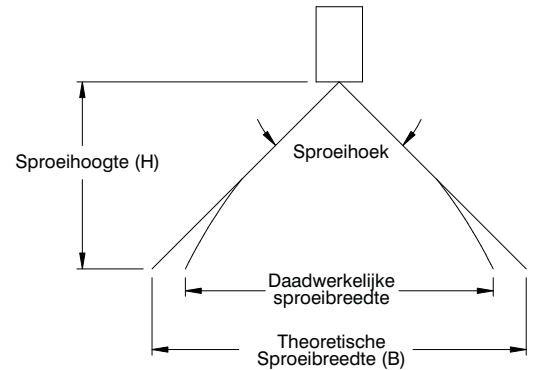 Sproeihoek
Sproeihoogte (H)
Daadwerkelijke
sproeibreedte
Theoretische
Sproeibreedte (B)